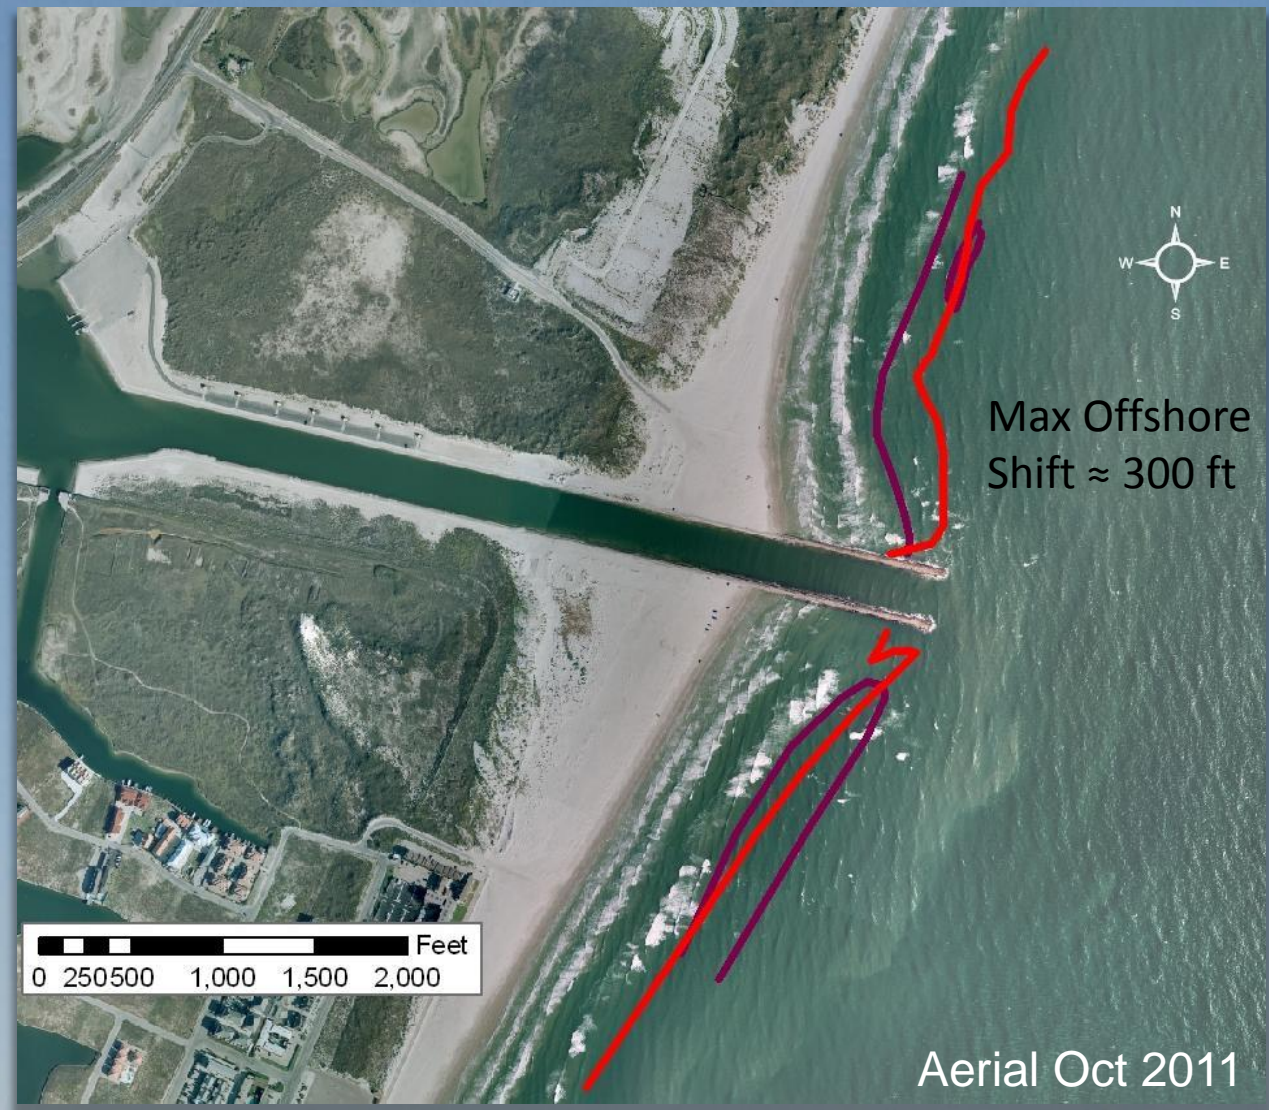 N
W E
S
Max Offshore
Shift ≈ 300 ft
Feet
0 250500 1,000 1,500 2,000
Aerial Oct 2011